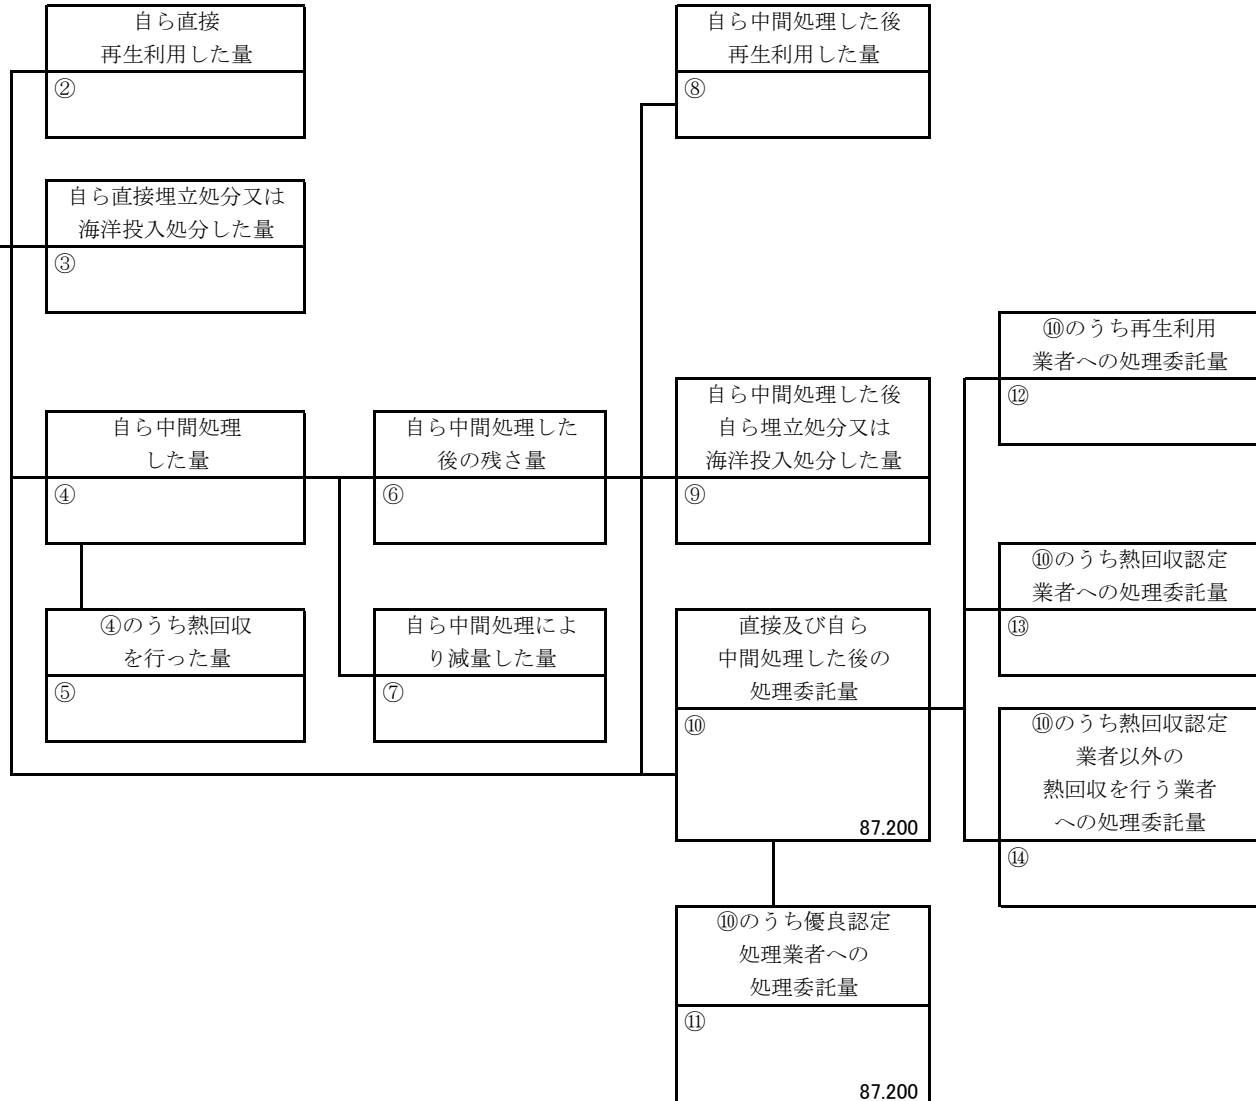 自ら直接
再生利用した量
②
自ら中間処理した後
再生利用した量
⑧
自ら直接埋立処分又は
海洋投入処分した量
③
⑩のうち再生利用
業者への処理委託量
⑫
自ら中間処理
した量
④
自ら中間処理した
後の残さ量
⑥
自ら中間処理した後
自ら埋立処分又は
海洋投入処分した量
⑨
⑩のうち熱回収認定
業者への処理委託量
⑬
④のうち熱回収
を行った量
⑤
自ら中間処理によ
り減量した量
⑦
直接及び自ら
中間処理した後の
処理委託量
⑩
87.200
⑩のうち熱回収認定
業者以外の
熱回収を行う業者
への処理委託量
⑭
⑩のうち優良認定
処理業者への
処理委託量
⑪
87.200